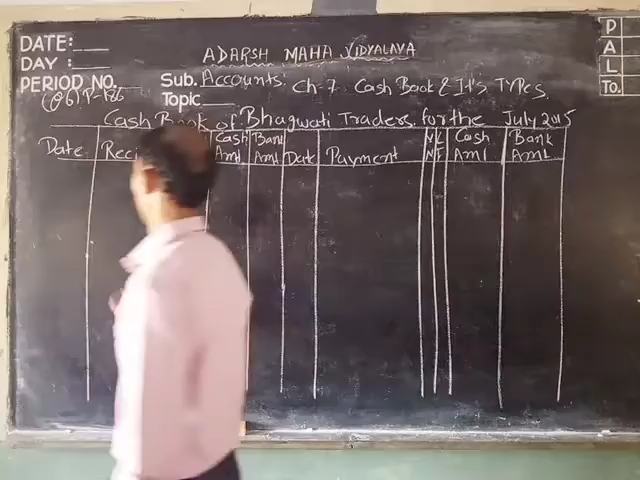 DATE:
ADARSH MAHA VIDYALAYA
DAY :
PERIOD NO.
Sub. Accounts Ch-7 Cash Book & It's Types
(06) P-186
Topic
Cash Book of Bhagwati Traders for the July 2015
Date Reci Cash Amt Bank Amt Date Payment V N L F Cash Amt Bank Amt
P
A
L
To.